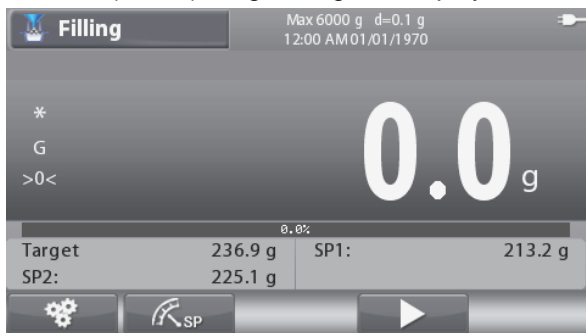 Filling
Max 6000 g d=0.1 g
12:00 AM 01/01/1970
*
G
>0<
0.0 g
0.0%
Target 236.9 g SP1: 213.2 g
SP2: 225.1 g
SP